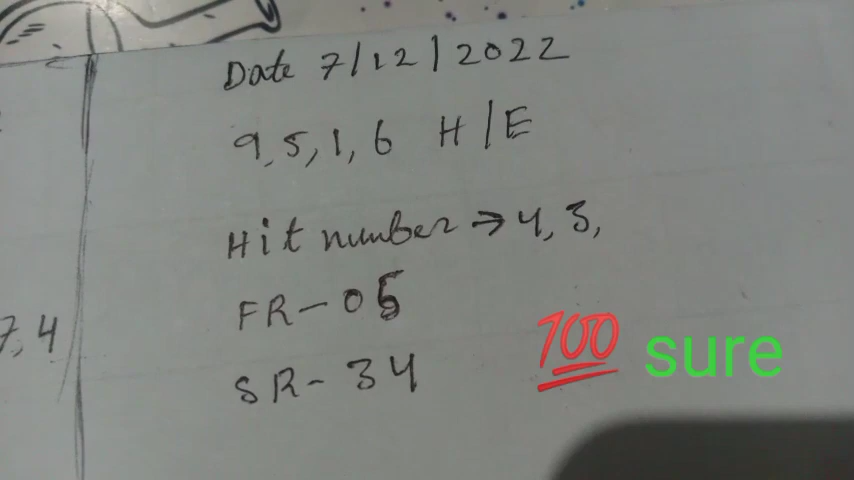 Date 7/12/2022
9,5,1,6 H/E
Hit number → 4, 3,
FR-05
7,4
SR-34
💯 sure